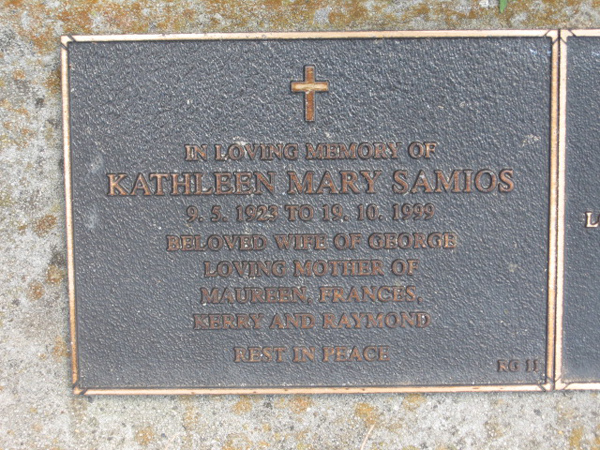 IN LOVING MEMORY OF
KATHLEEN MARY SAMIOS
9. 5. 1923 TO 19. 10. 1999
BELOVED WIFE OF GEORGE
LOVING MOTHER OF
MAUREEN, FRANCES,
KERRY AND RAYMOND
REST IN PEACE
RG 11